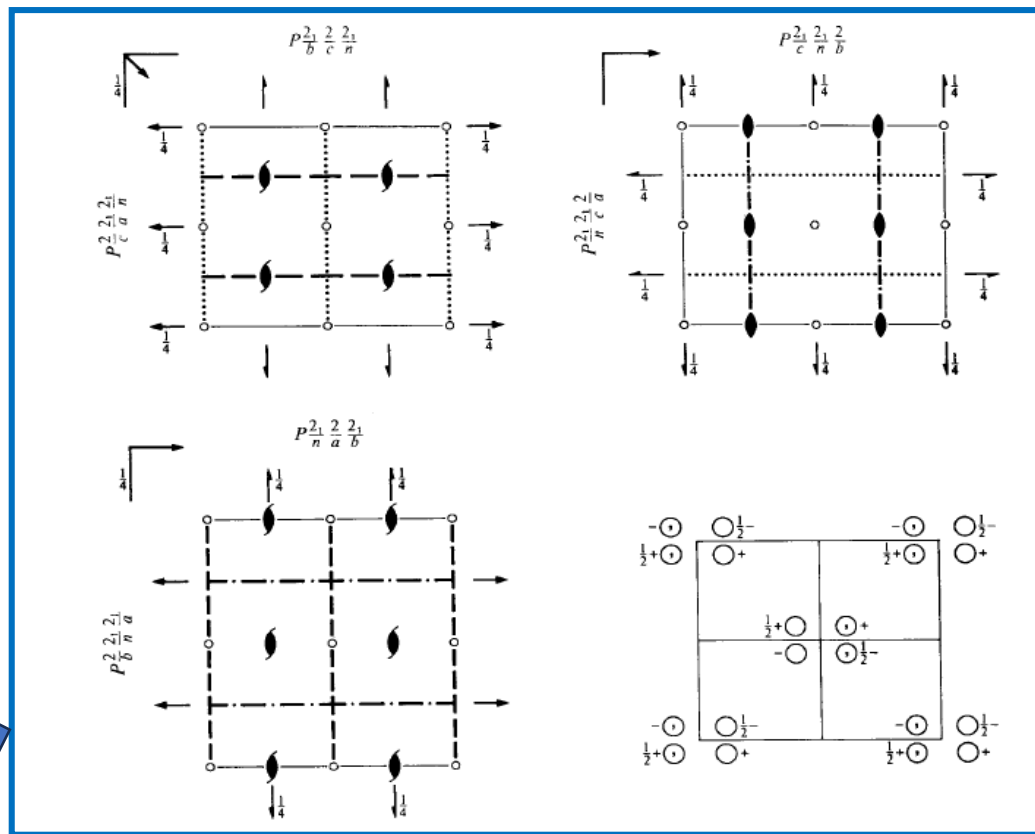 P 2₁/b 2/c 2₁/n
1/4
1/4 1/4
P 2/c 2₁/a 2₁/n
1/4 1/4
1/4 1/4
P 2₁/c 2₁/n 2/b
1/4 1/4 1/4
1/4 1/4
P 2₁/n 2₁/c 2/a
1/4 1/4
1/4 1/4 1/4
P 2₁/n 2/a 2₁/b
1/4
1/4 1/4
P 2/b 2₁/n 2₁/a
1/4 1/4
- , 1/2- - , 1/2-
1/2+ , + 1/2+ , +
1/2+ , +
- , 1/2-
- , 1/2- - , 1/2-
1/2+ , + 1/2+ , +